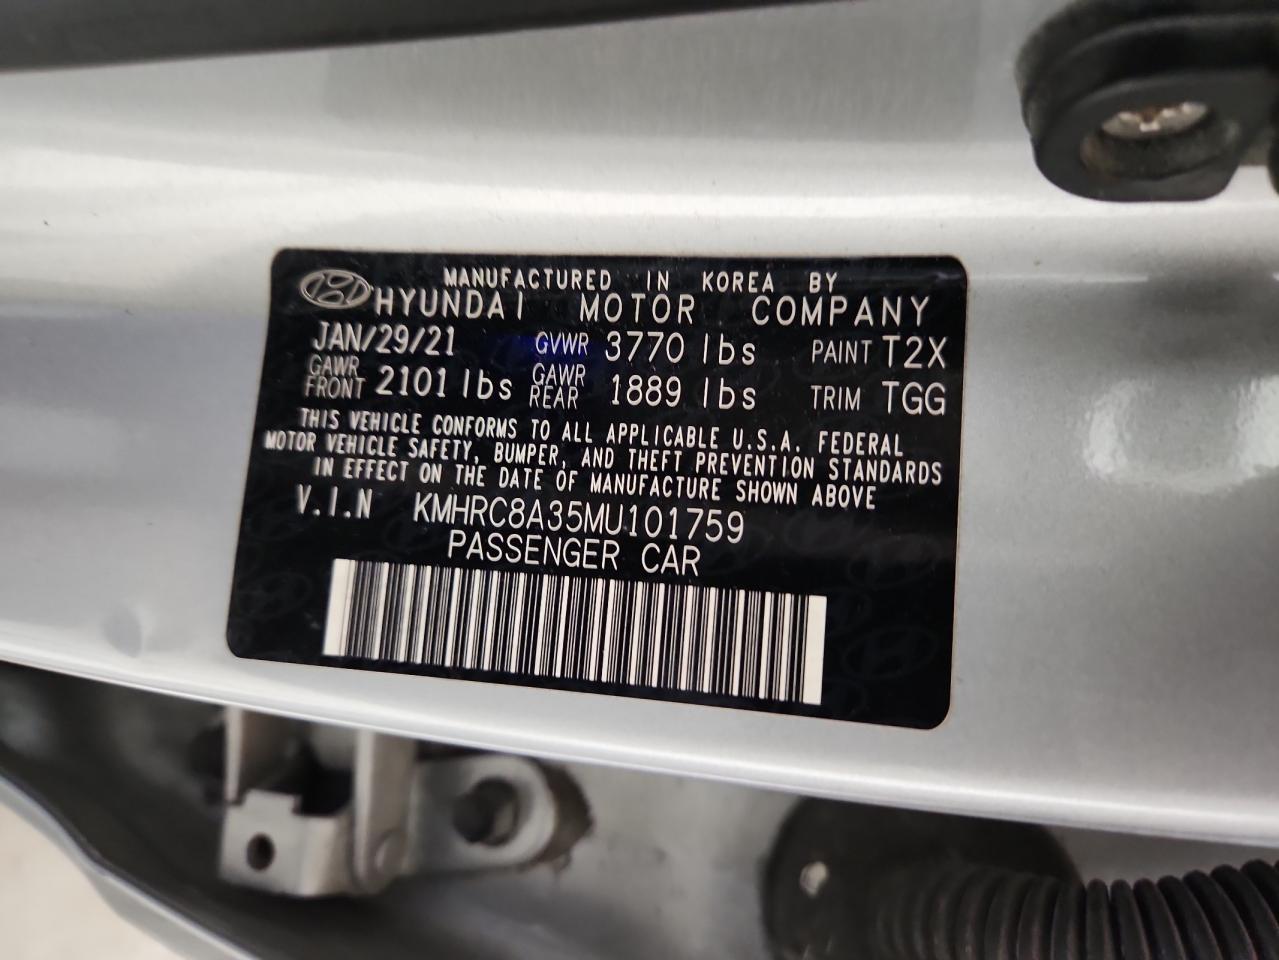 MANUFACTURED IN KOREA BY
HYUNDAI MOTOR COMPANY
JAN/29/21 GVWR 3770 lbs PAINT T2X
GAWR FRONT 2101 lbs GAWR REAR 1889 lbs TRIM TGG
THIS VEHICLE CONFORMS TO ALL APPLICABLE U.S.A. FEDERAL
MOTOR VEHICLE SAFETY, BUMPER, AND THEFT PREVENTION STANDARDS
IN EFFECT ON THE DATE OF MANUFACTURE SHOWN ABOVE
V.I.N KMHRC8A35MU101759
PASSENGER CAR